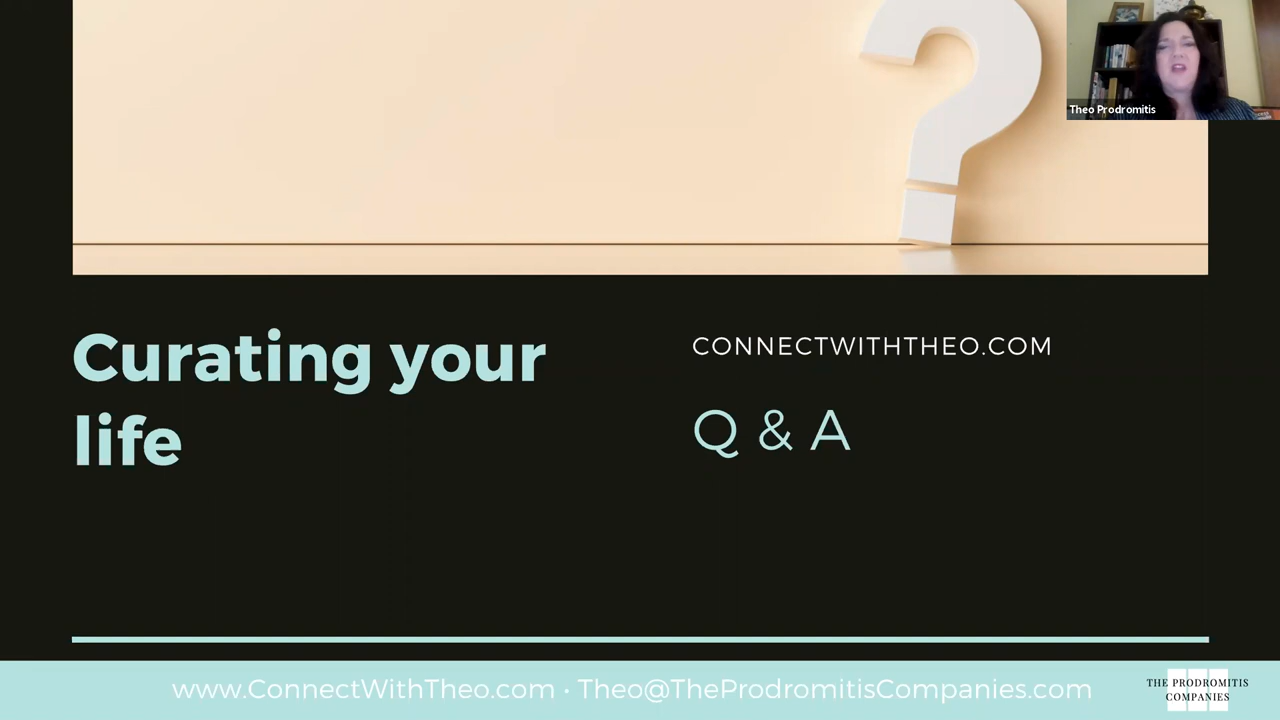 Theo Prodromitis
Curating your
life
CONNECTWITHTHEO.COM
Q & A
www.ConnectWithTheo.com • Theo@TheProdromitisCompanies.com
THE PRODROMITIS
COMPANIES